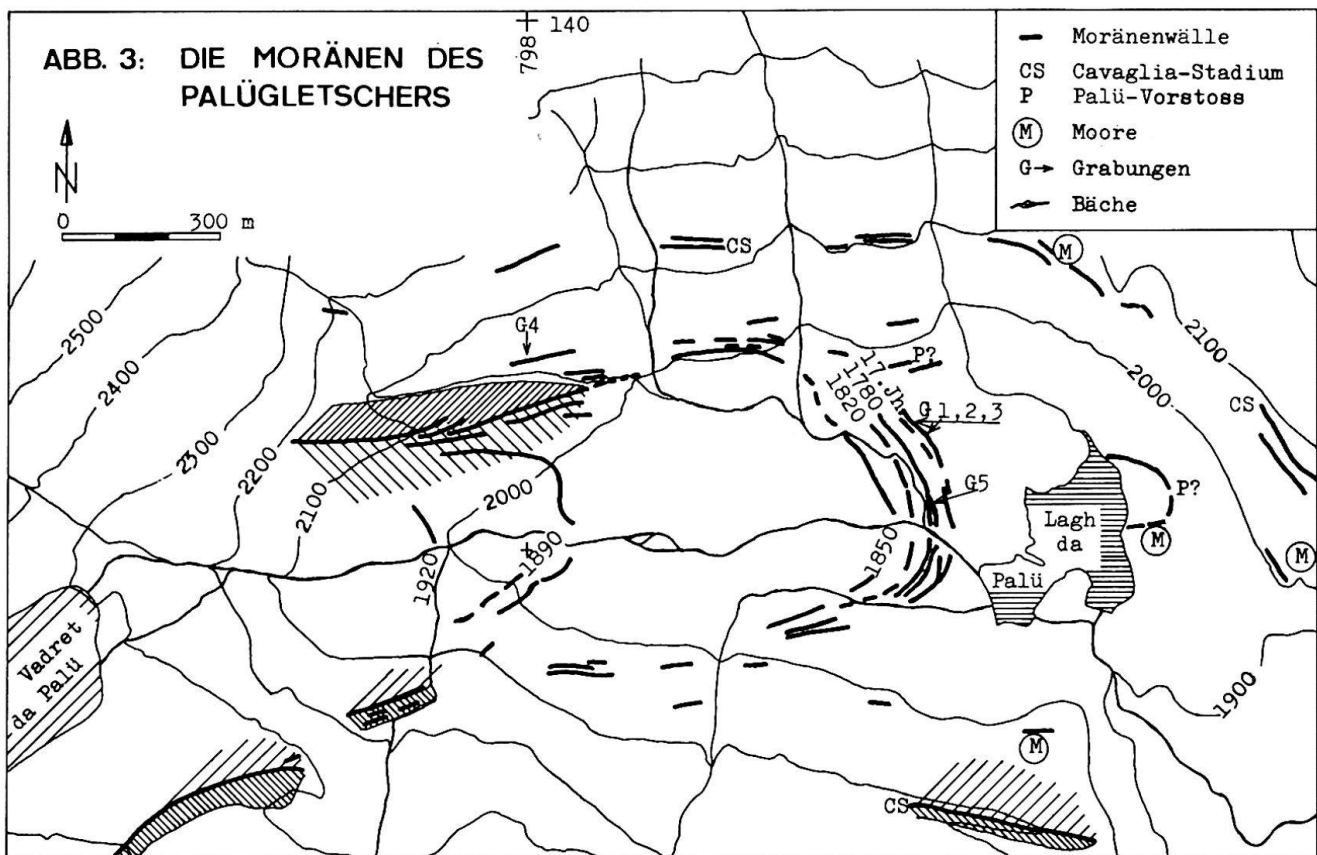 ABB. 3: DIE MORÄNEN DES
PALÜGLETSCHERS
798 140
N
0 300 m
Moränenwälle
CS Cavaglia-Stadium
P Palü-Vorstoss
M Moore
G→ Grabungen
Bäche
CS
M
2500
2400
2300
2200
2100
2000
G4
17.Jh.
1780
1820
P?
G 1,2,3
2100
2000
CS
G5
P?
Lagh
da
Palü
M
M
1920
1890
1850
Vadret
da Palü
1900
M
CS